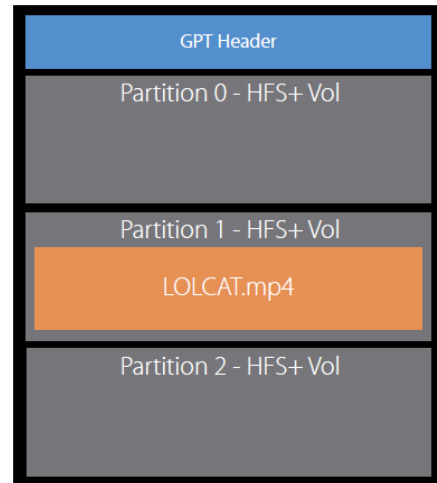 GPT Header
Partition 0 - HFS+ Vol
Partition 1 - HFS+ Vol
LOLCAT.mp4
Partition 2 - HFS+ Vol